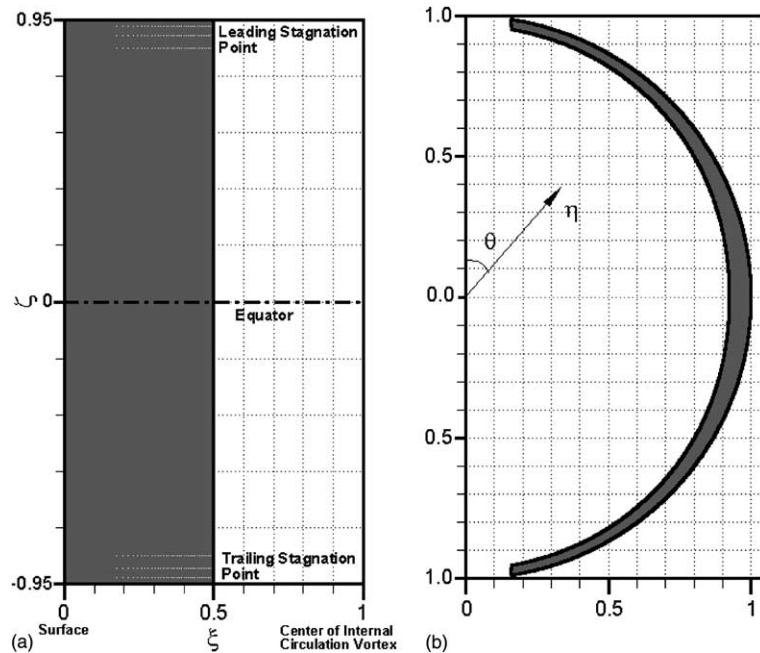 0.95
Leading Stagnation
Point
ζ
0
Equator
Trailing Stagnation
Point
-0.95
0
0.5
1
(a)
Surface
ξ
Center of Internal
Circulation Vortex
1.0
0.5
θ
η
0.0
0.5
1.0
0
0.5
1
(b)